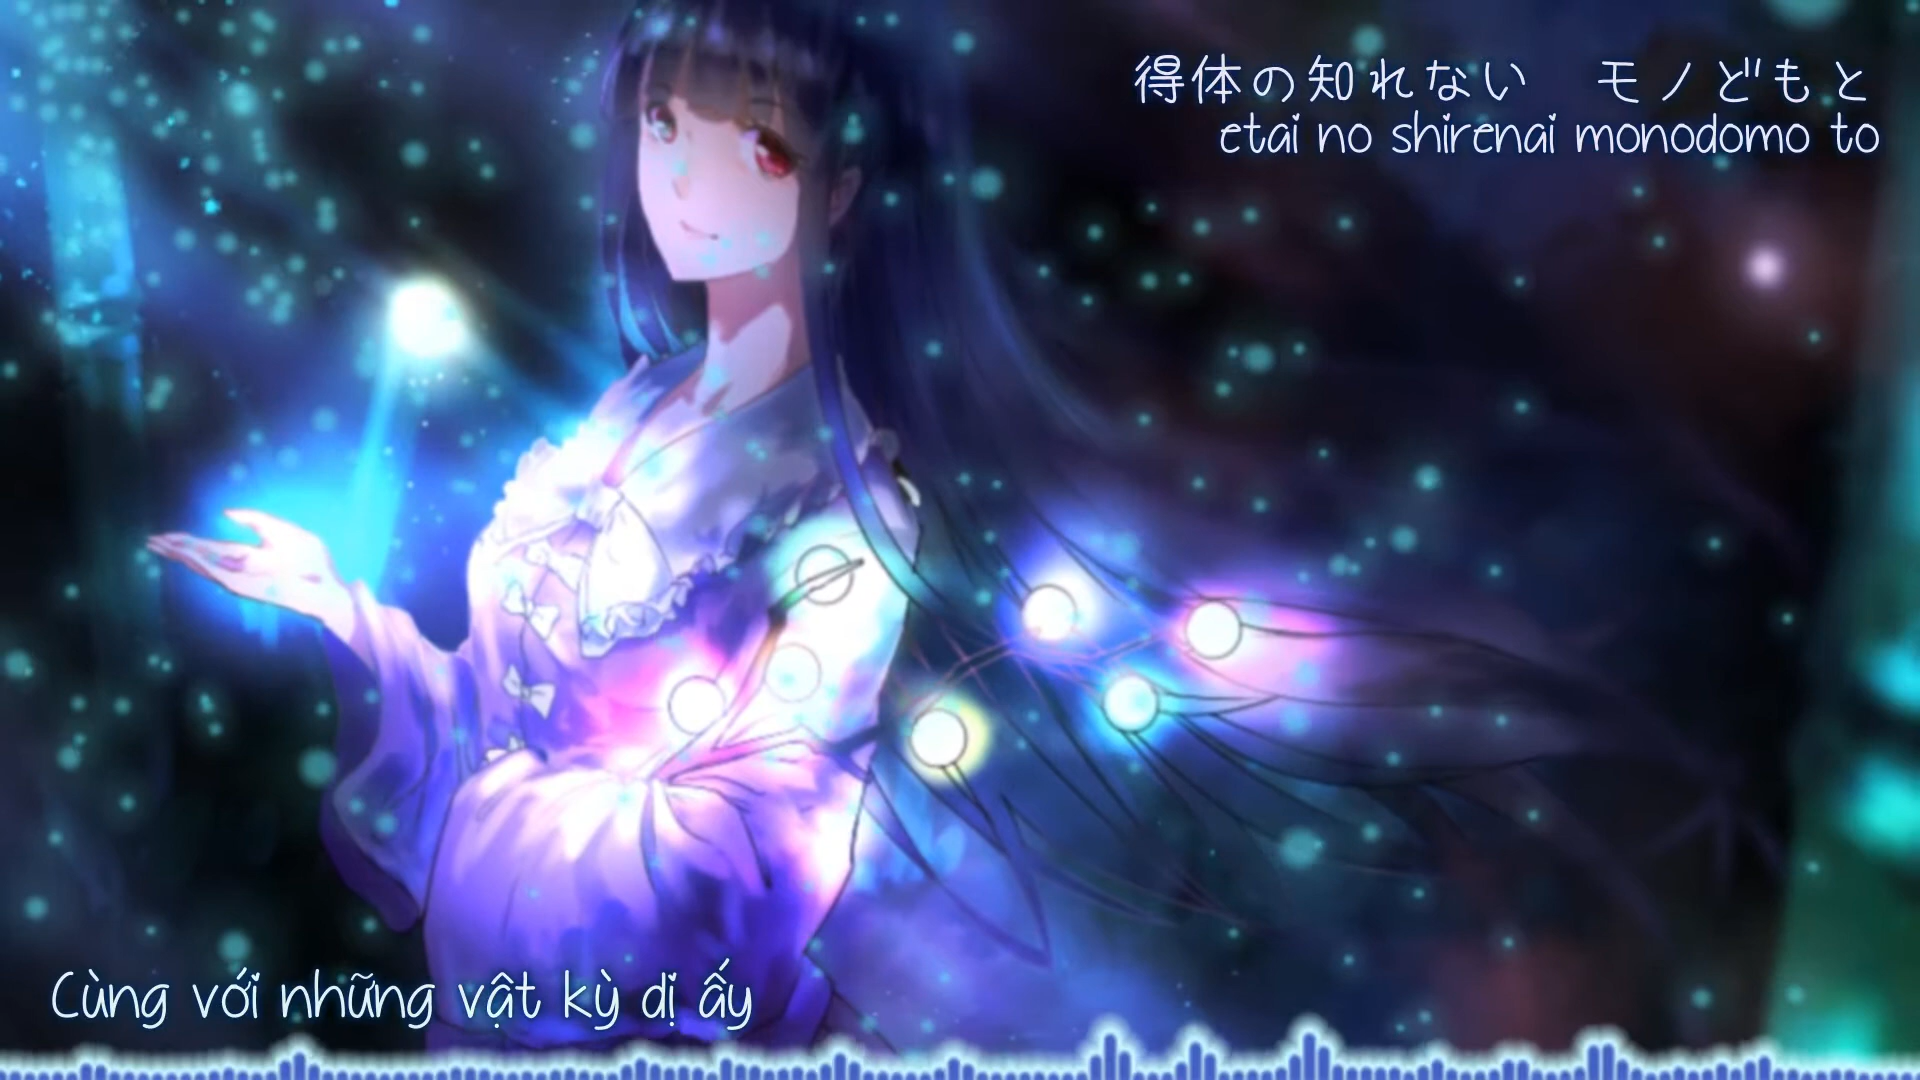 得体の知れない　モノどもと
etai no shirenai monodomo to
Cùng với những vật kỳ dị ấy